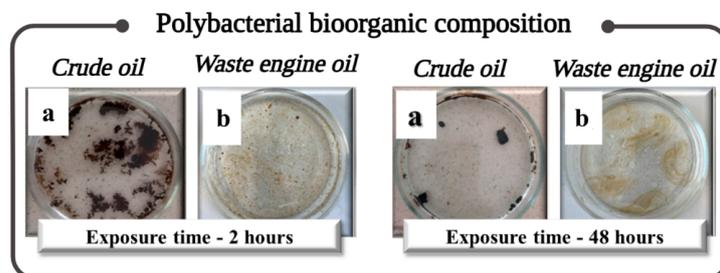 Polybacterial bioorganic composition
Crude oil
Waste engine oil
Crude oil
Waste engine oil
a
b
a
b
Exposure time - 2 hours
Exposure time - 48 hours